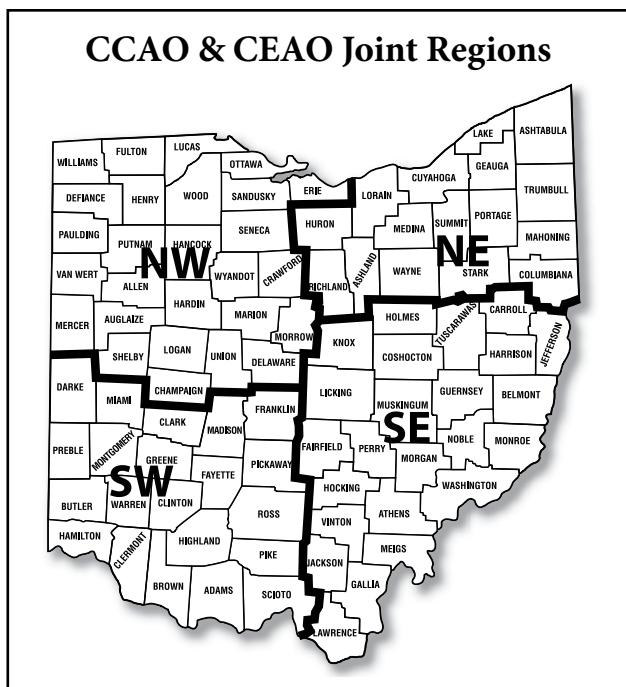 CCAO & CEAO Joint Regions
LAKE
ASHTABULA
LUCAS
FULTON
WILLIAMS
OTTAWA
GEAUGA
CUYAHOGA
ERIE
LORAIN
TRUMBULL
DEFIANCE
HENRY
WOOD
SANDUSKY
HURON
MEDINA
SUMMIT
PORTAGE
SENECA
PAULDING
PUTNAM
HANCOCK
MAHONING
NW
NE
VAN WERT
ALLEN
WYANDOT
CRAWFORD
RICHLAND
ASHLAND
WAYNE
STARK
COLUMBIANA
HARDIN
MERCER
AUGLAIZE
MARION
MORROW
HOLMES
TUSCARAWAS
CARROLL
JEFFERSON
SHELBY
LOGAN
UNION
DELAWARE
KNOX
COSHOCTON
HARRISON
DARKE
MIAMI
CHAMPAIGN
LICKING
MUSKINGUM
GUERNSEY
BELMONT
CLARK
MADISON
FRANKLIN
SE
PREBLE
MONTGOMERY
GREENE
FAYETTE
PICKAWAY
FAIRFIELD
PERRY
MORGAN
NOBLE
MONROE
SW
WASHINGTON
BUTLER
WARREN
CLINTON
ROSS
HOCKING
VINTON
ATHENS
HAMILTON
CLERMONT
HIGHLAND
PIKE
MEIGS
JACKSON
BROWN
ADAMS
SCIOTO
GALLIA
LAWRENCE